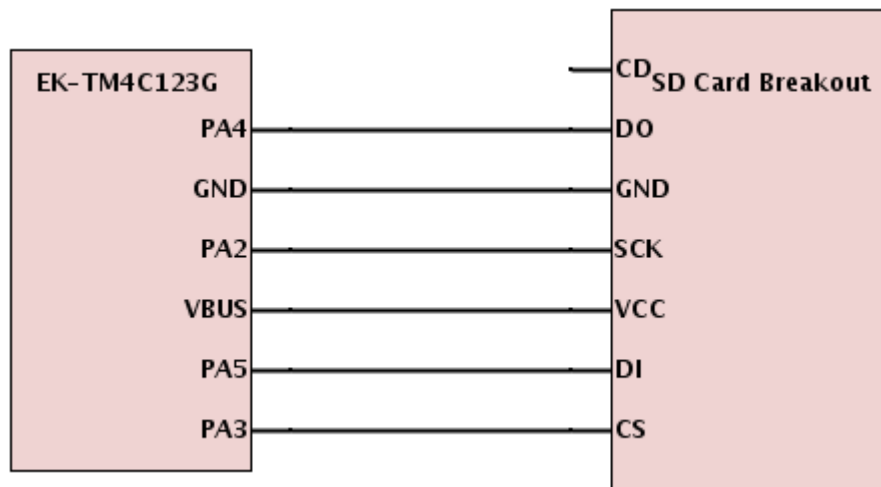 EK-TM4C123G
PA4
GND
PA2
VBUS
PA5
PA3
CD
SD Card Breakout
DO
GND
SCK
VCC
DI
CS